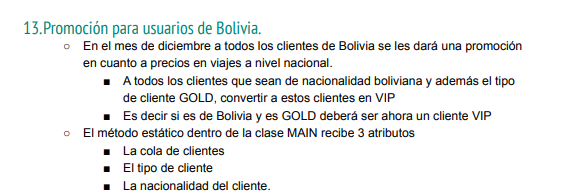 13.Promoción para usuarios de Bolivia.
○ En el mes de diciembre a todos los clientes de Bolivia se les dará una promoción
en cuanto a precios en viajes a nivel nacional.
■ A todos los clientes que sean de nacionalidad boliviana y además el tipo
de cliente GOLD, convertir a estos clientes en VIP
■ Es decir si es de Bolivia y es GOLD deberá ser ahora un cliente VIP
○ El método estático dentro de la clase MAIN recibe 3 atributos
■ La cola de clientes
■ El tipo de cliente
■ La nacionalidad del cliente.